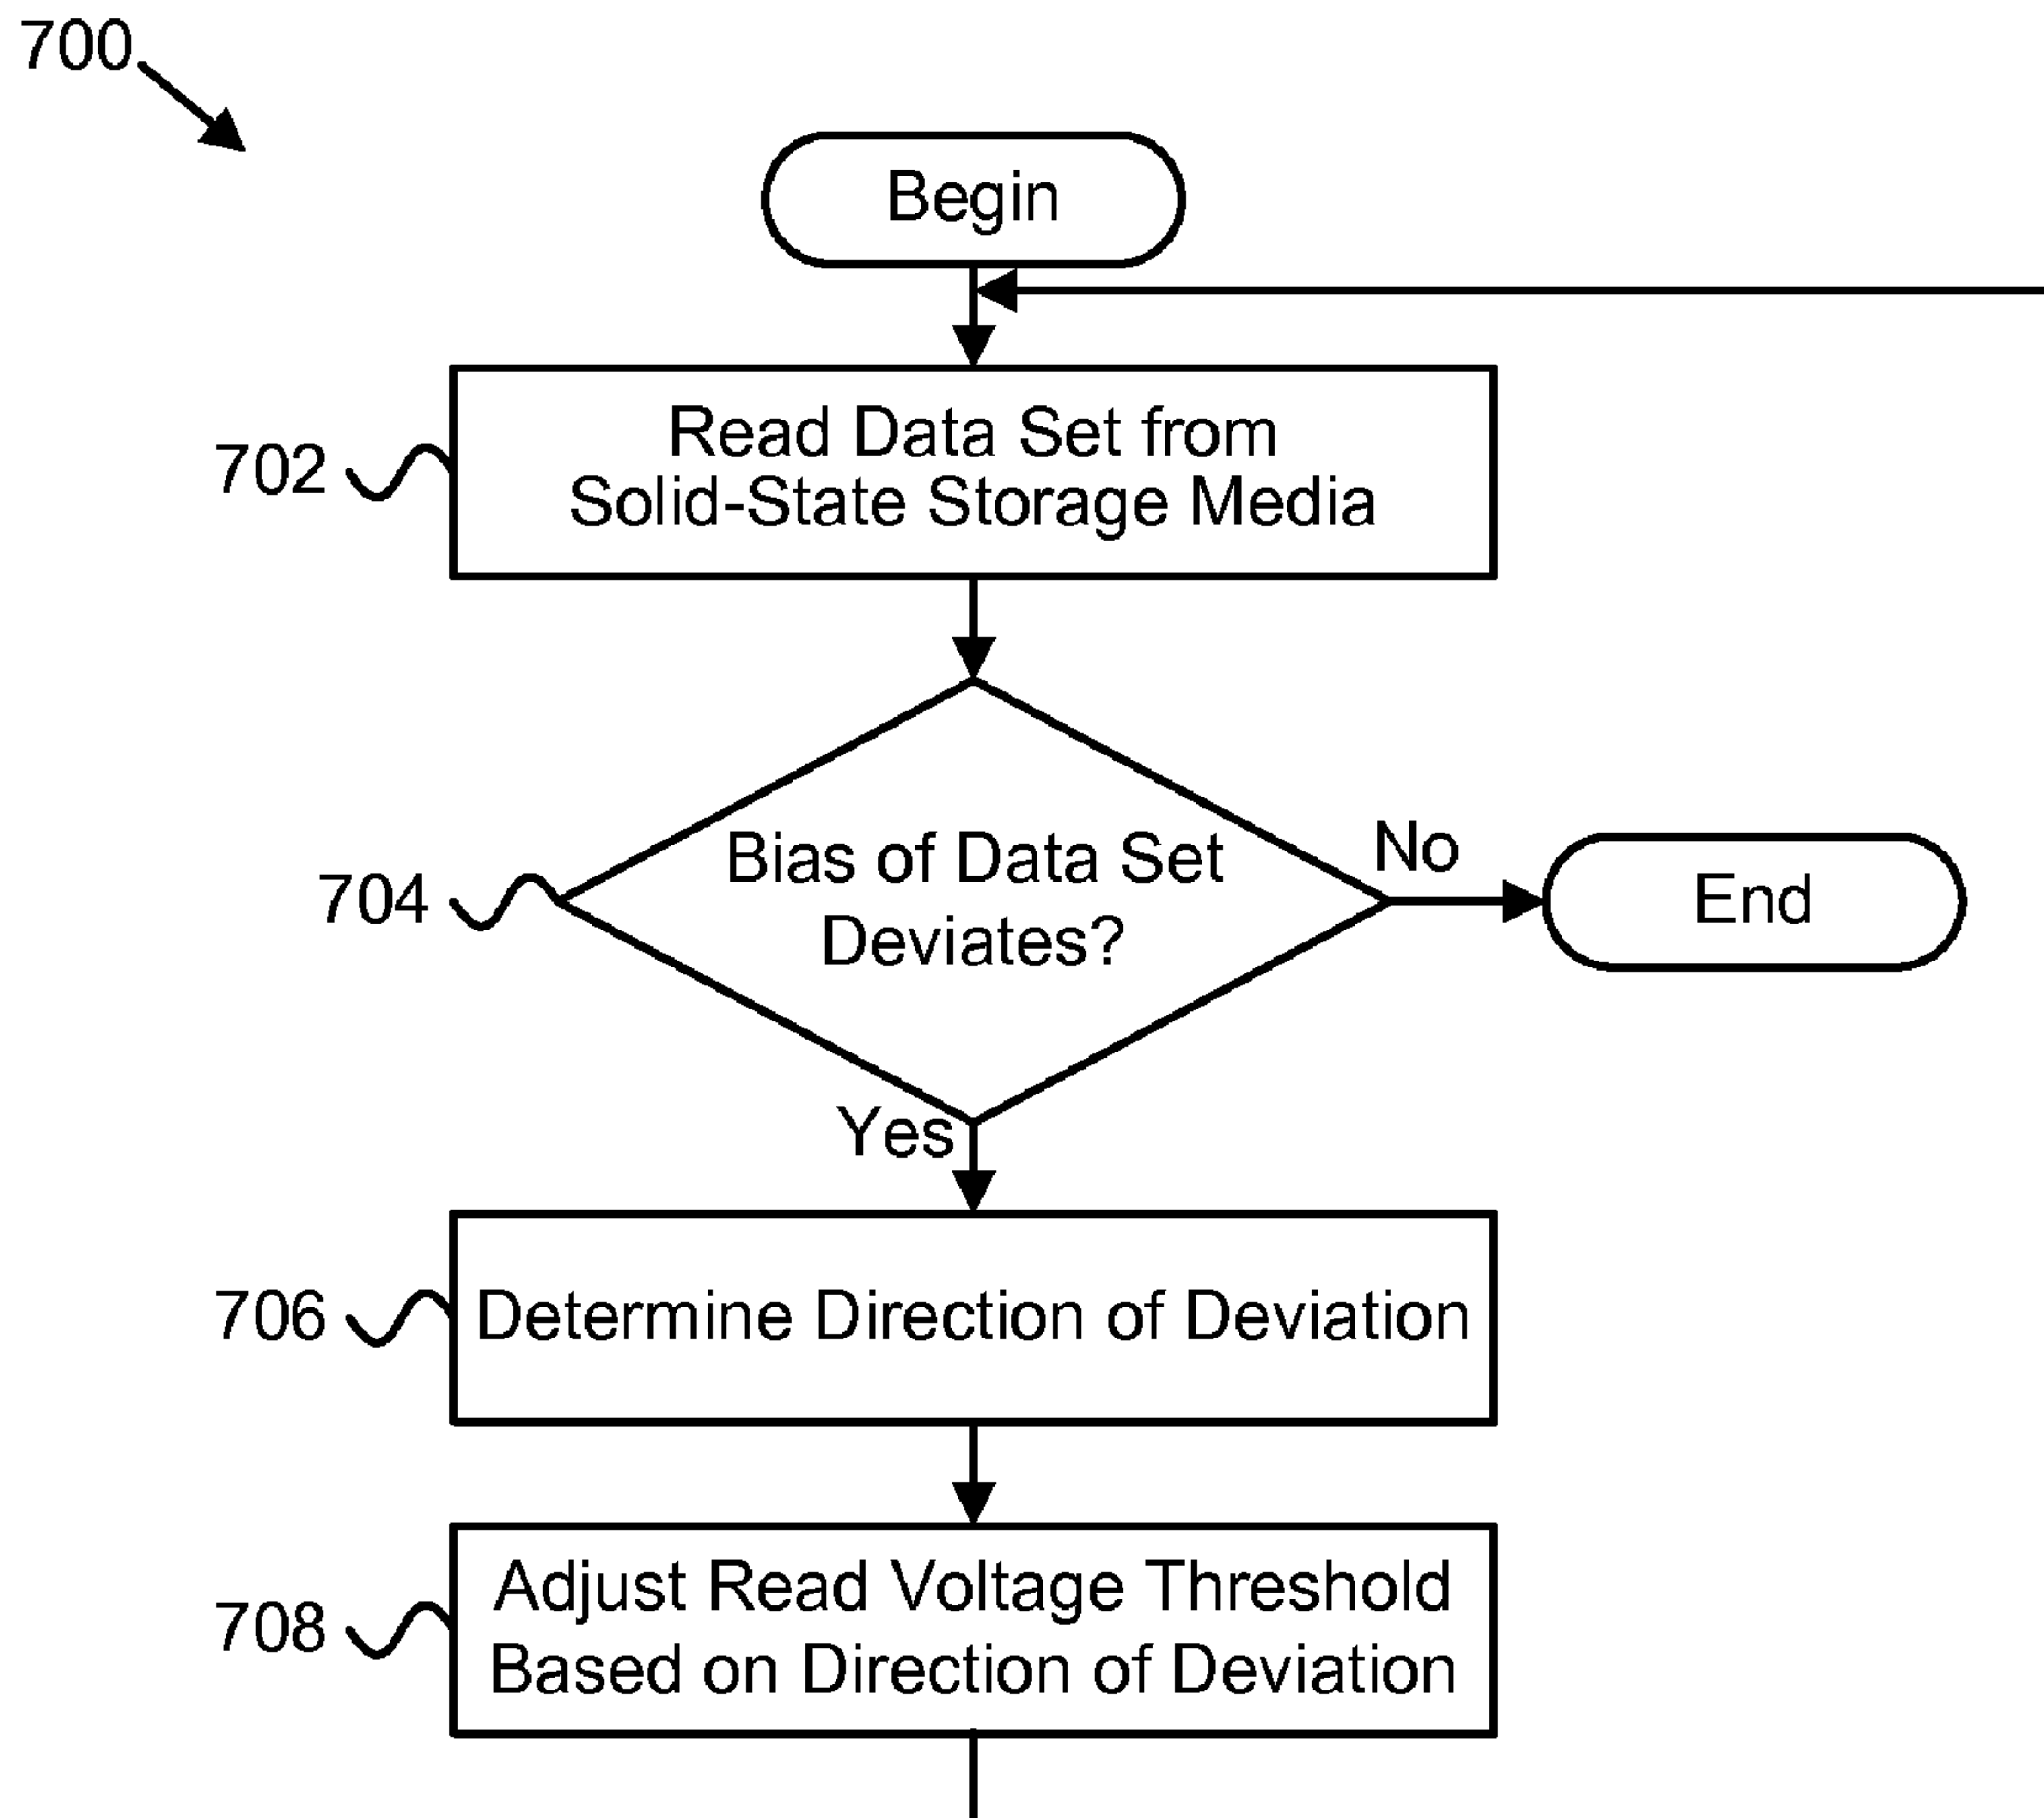 700
Begin
702
Read Data Set from
Solid-State Storage Media
704
Bias of Data Set
Deviates?
No
End
Yes
706
Determine Direction of Deviation
708
Adjust Read Voltage Threshold
Based on Direction of Deviation